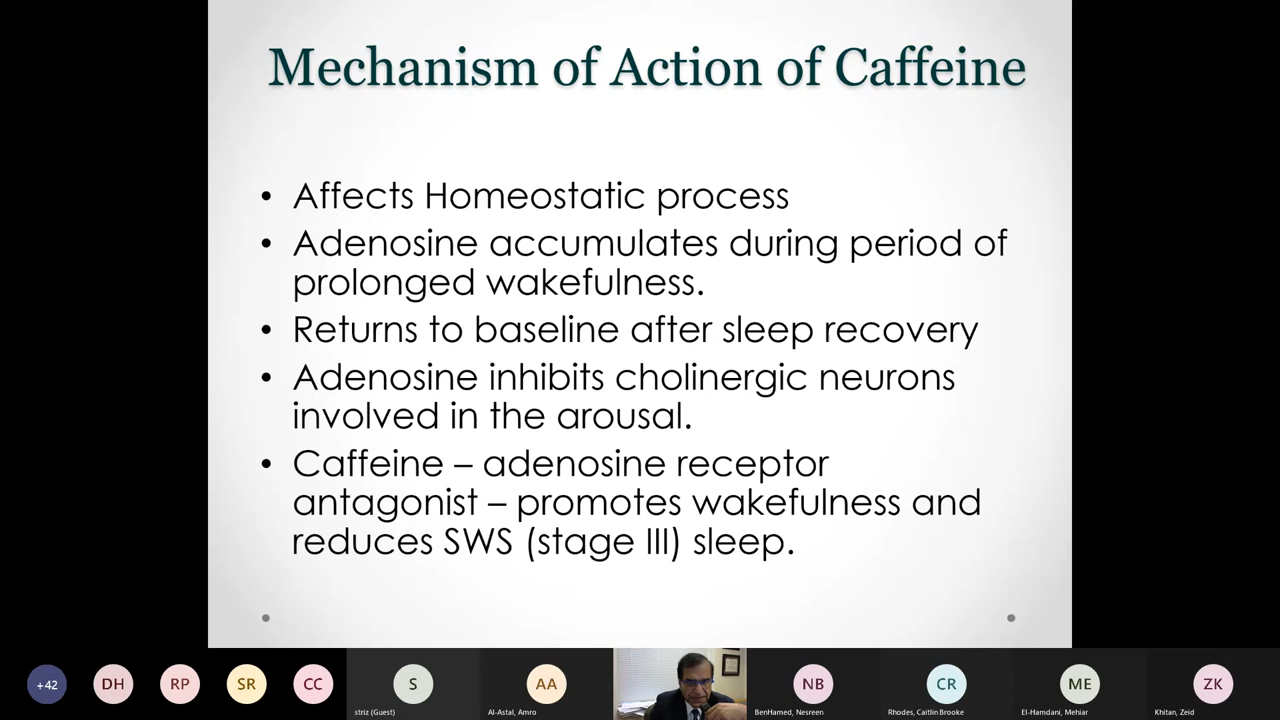 Mechanism of Action of Caffeine
• Affects Homeostatic process
• Adenosine accumulates during period of
prolonged wakefulness.
• Returns to baseline after sleep recovery
• Adenosine inhibits cholinergic neurons
involved in the arousal.
• Caffeine – adenosine receptor
antagonist – promotes wakefulness and
reduces SWS (stage III) sleep.
+42 DH RP SR CC S AA NB CR ME ZK
striz (Guest) Al-Astal, Amro BenHamed, Nesreen Rhodes, Caitlin Brooke El-Hamdani, Mehiar Khitan, Zeid